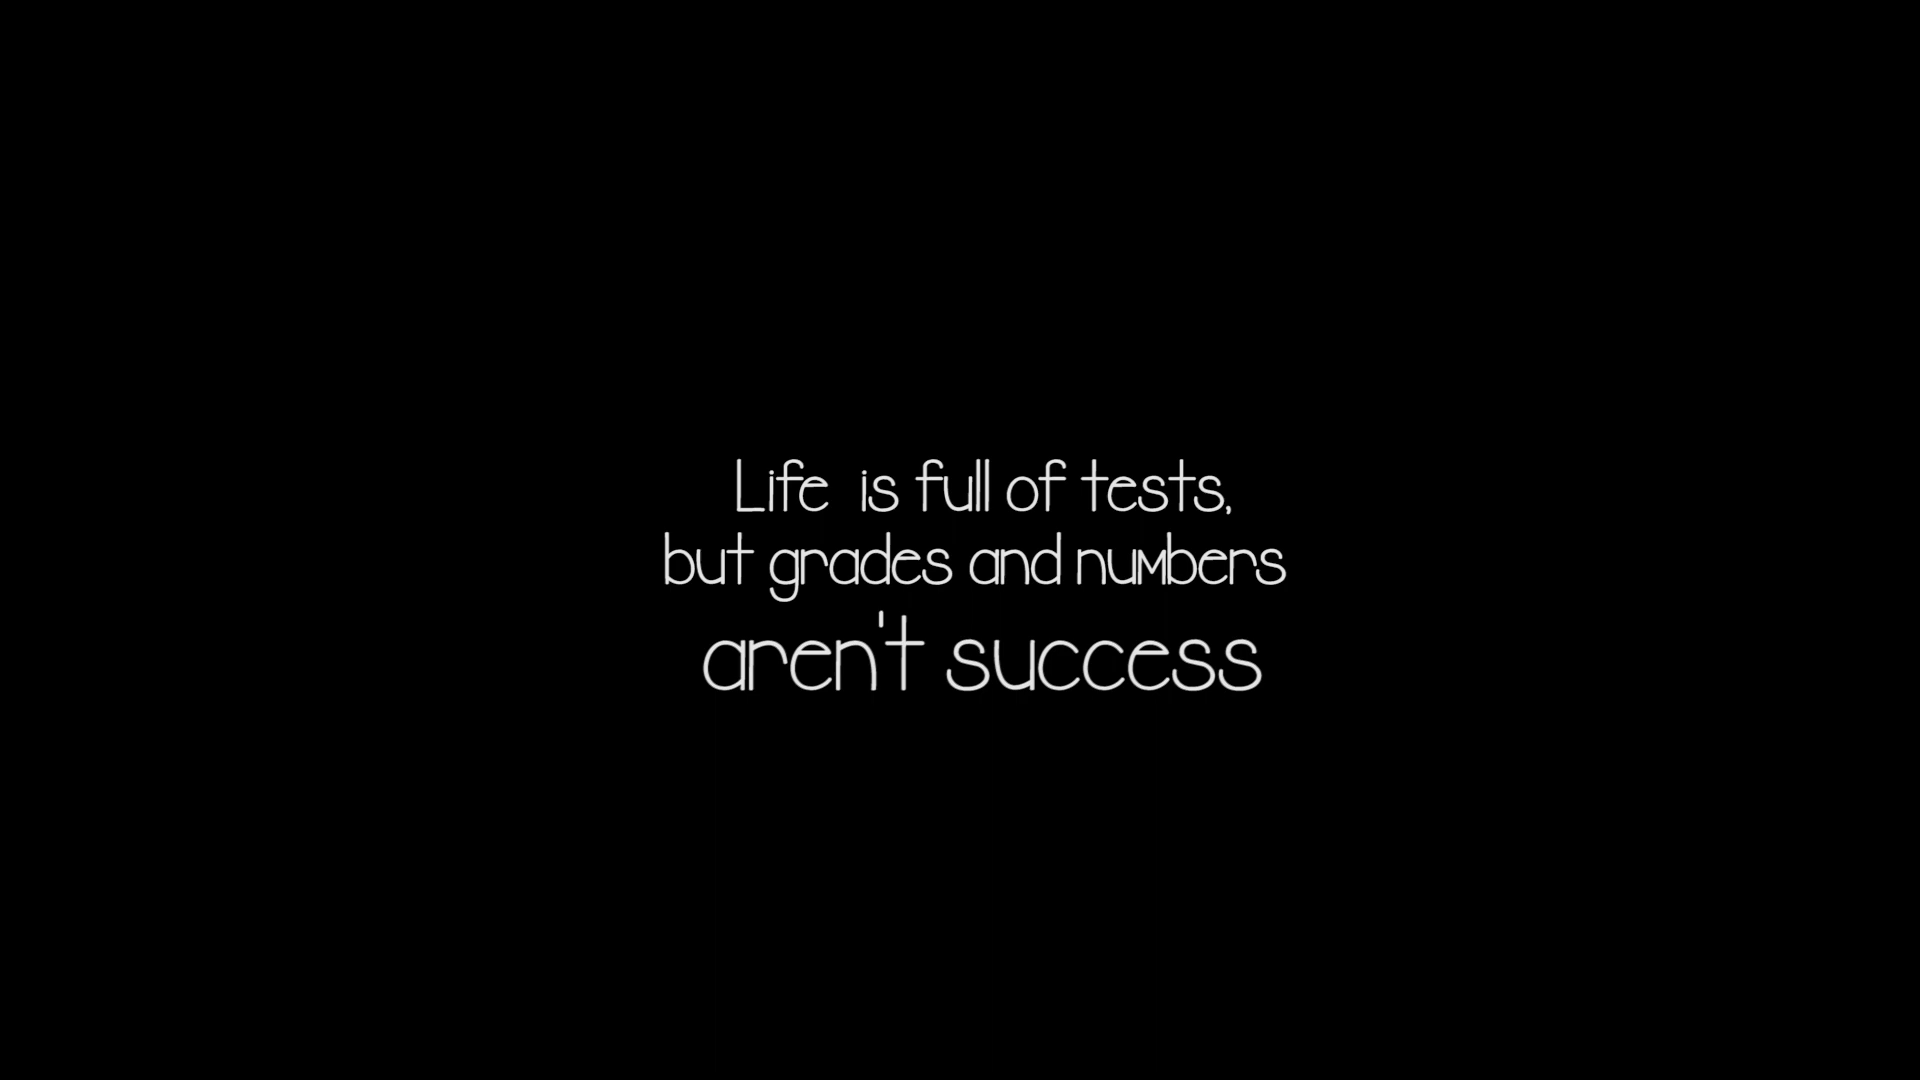 Life is full of tests,
but grades and numbers
aren't success